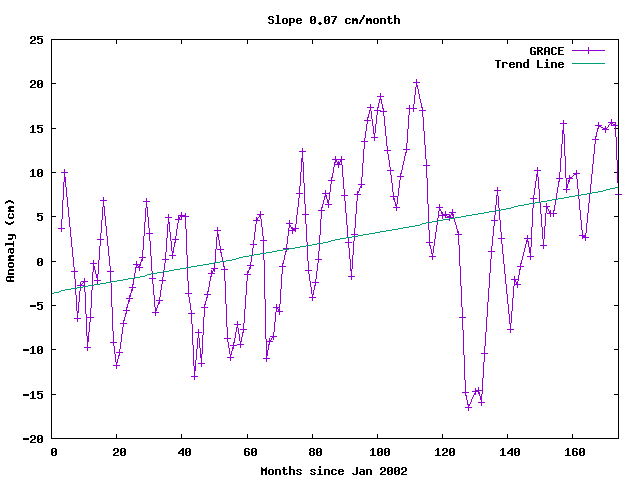 Slope 0.07 cm/month
25
20
15
10
5
0
-5
-10
-15
-20
Anomaly (cm)
GRACE
Trend Line
0 20 40 60 80 100 120 140 160
Months since Jan 2002